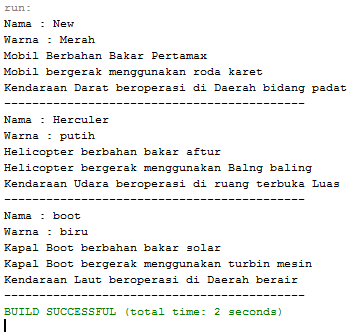 run:
Nama : New
Warna : Merah
Mobil Berbahan Bakar Pertamax
Mobil bergerak menggunakan roda karet
Kendaraan Darat beroperasi di Daerah bidang padat
-------------------------------------------
Nama : Herculer
Warna : putih
Helicopter berbahan bakar aftur
Helicopter bergerak menggunakan Balng baling
Kendaraan Udara beroperasi di ruang terbuka Luas
-------------------------------------------
Nama : boot
Warna : biru
Kapal Boot berbahan bakar solar
Kapal Boot bergerak menggunakan turbin mesin
Kendaraan Laut beroperasi di Daerah berair
-------------------------------------------
BUILD SUCCESSFUL (total time: 2 seconds)